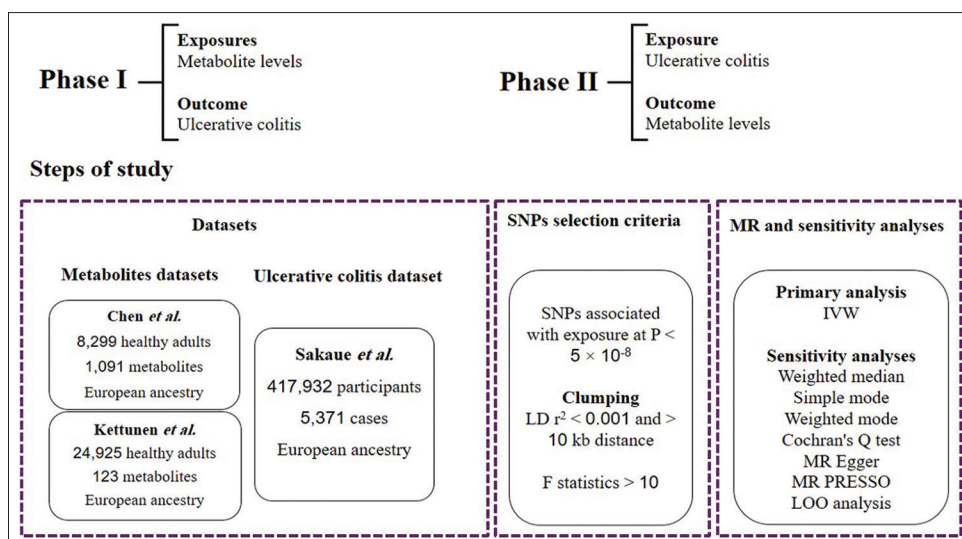 Phase I
Exposures
Metabolite levels
Outcome
Ulcerative colitis
Phase II
Exposure
Ulcerative colitis
Outcome
Metabolite levels
Steps of study
Datasets
Metabolites datasets
Chen et al.
8,299 healthy adults
1,091 metabolites
European ancestry
Kettunen et al.
24,925 healthy adults
123 metabolites
European ancestry
Ulcerative colitis dataset
Sakaue et al.
417,932 participants
5,371 cases
European ancestry
SNPs selection criteria
SNPs associated
with exposure at P <
5 × 10⁻⁸
Clumping
LD r² < 0.001 and >
10 kb distance
F statistics > 10
MR and sensitivity analyses
Primary analysis
IVW
Sensitivity analyses
Weighted median
Simple mode
Weighted mode
Cochran's Q test
MR Egger
MR PRESSO
LOO analysis